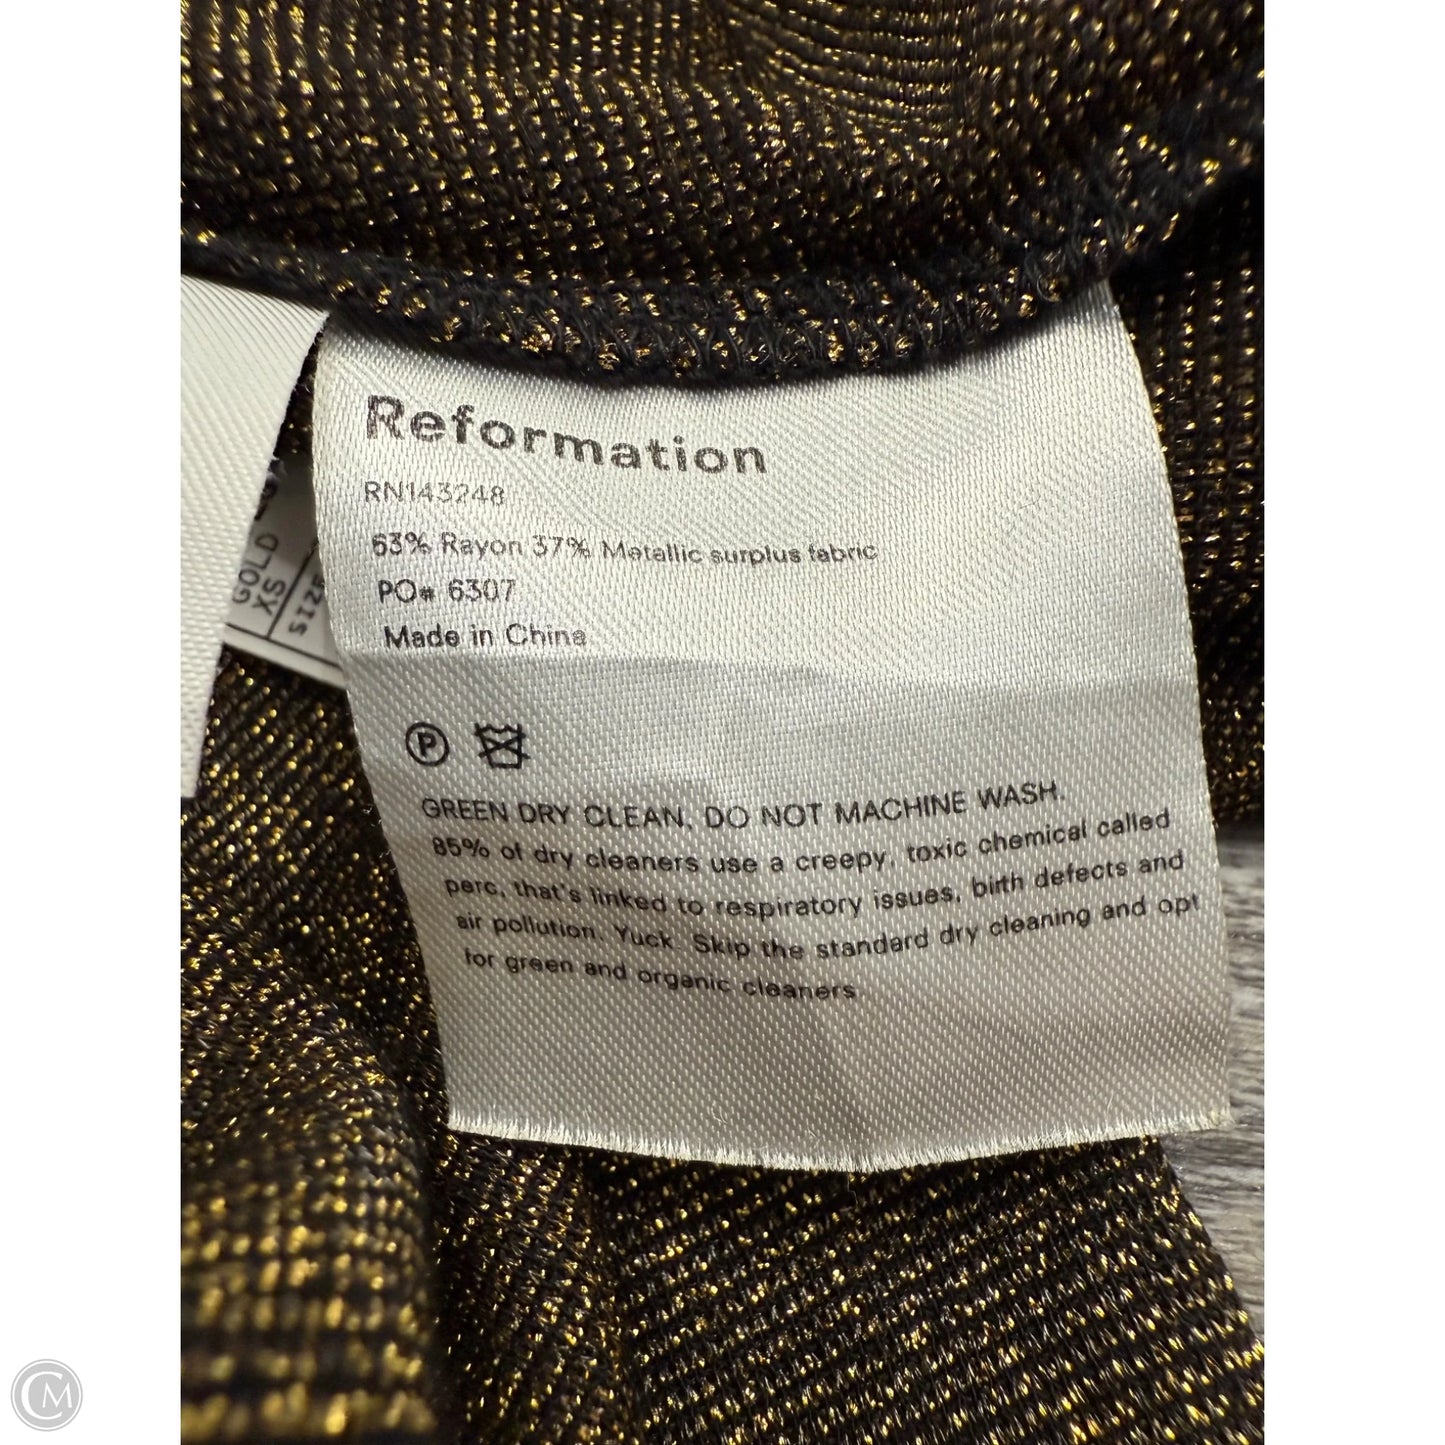 Reformation
RN143248
63% Rayon 37% Metallic surplus fabric
PO# 6307
Made in China
P
GREEN DRY CLEAN. DO NOT MACHINE WASH.
85% of dry cleaners use a creepy, toxic chemical called
perc, that's linked to respiratory issues, birth defects and
air pollution. Yuck. Skip the standard dry cleaning and opt
for green and organic cleaners.
GOLD
XS
SIZE
CM